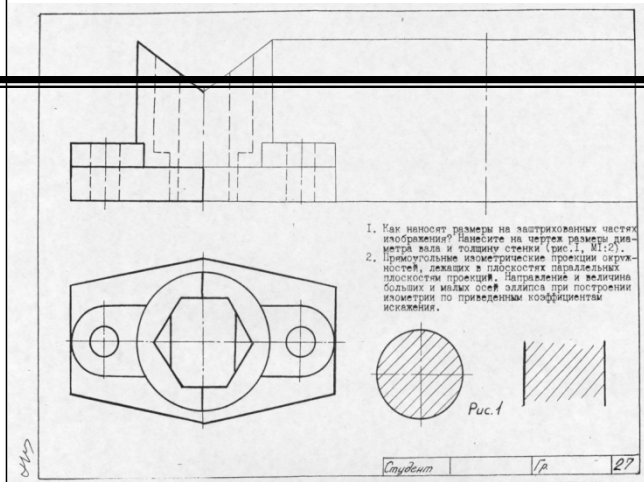 1. Как наносят размеры на заштрихованных частях
изображения? Нанесите на чертеж размеры диа-
метра вала и толщину стенки (рис.1, М1:2).
2. Прямоугольные изометрические проекции окруж-
ностей, лежащих в плоскостях параллельных
плоскостям проекций. Направление и величина
больших и малых осей эллипса при построении
изометрии по приведенным коэффициентам
искажения.
Рис.1
Студент
Гр.
27